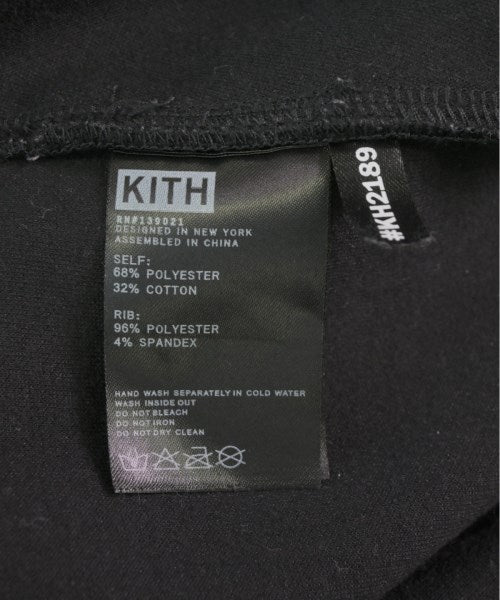 KITH
RN#139021
DESIGNED IN NEW YORK
ASSEMBLED IN CHINA
SELF:
68% POLYESTER
32% COTTON
RIB:
96% POLYESTER
4% SPANDEX
HAND WASH SEPARATELY IN COLD WATER
WASH INSIDE OUT
DO NOT BLEACH
DO NOT IRON
DO NOT DRY CLEAN
#KH2189